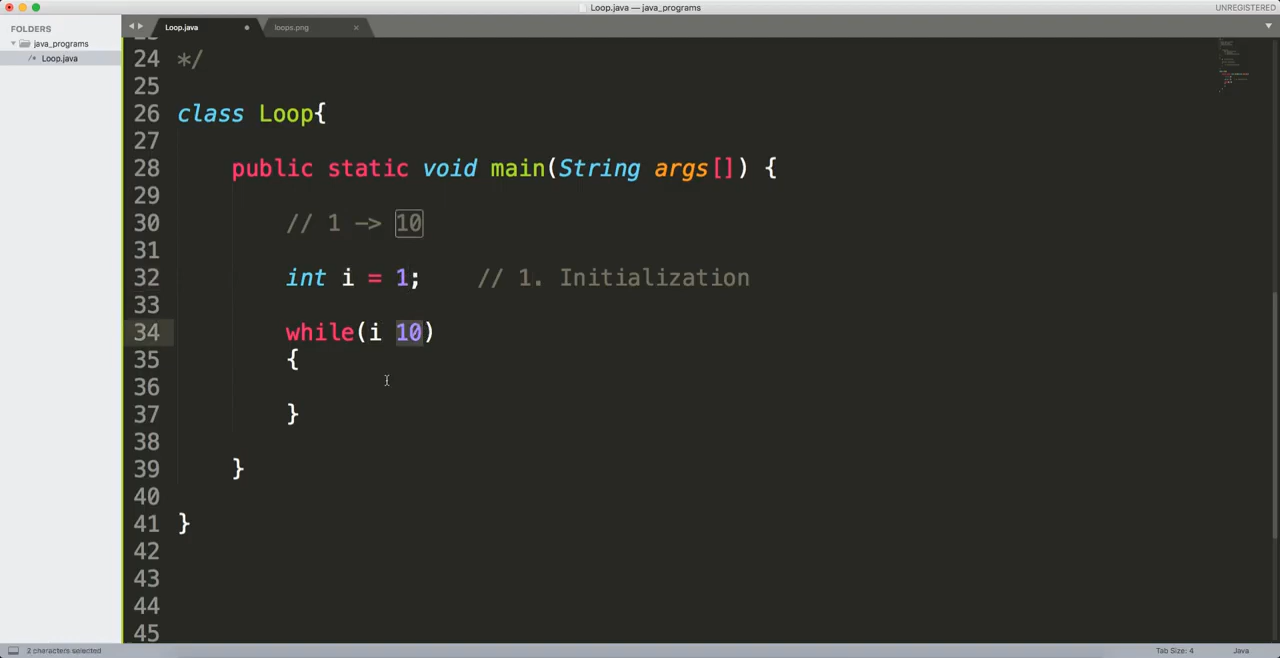 Loop.java — java_programs
UNREGISTERED
FOLDERS
java_programs
/* Loop.java
Loop.java
loops.png
24 */
25
26 class Loop{
27
28 public static void main(String args[]) {
29
30 // 1 -> 10
31
32 int i = 1; // 1. Initialization
33
34 while(i 10)
35 {
36
37 }
38
39 }
40
41 }
42
43
44
45
2 characters selected
Tab Size: 4
Java